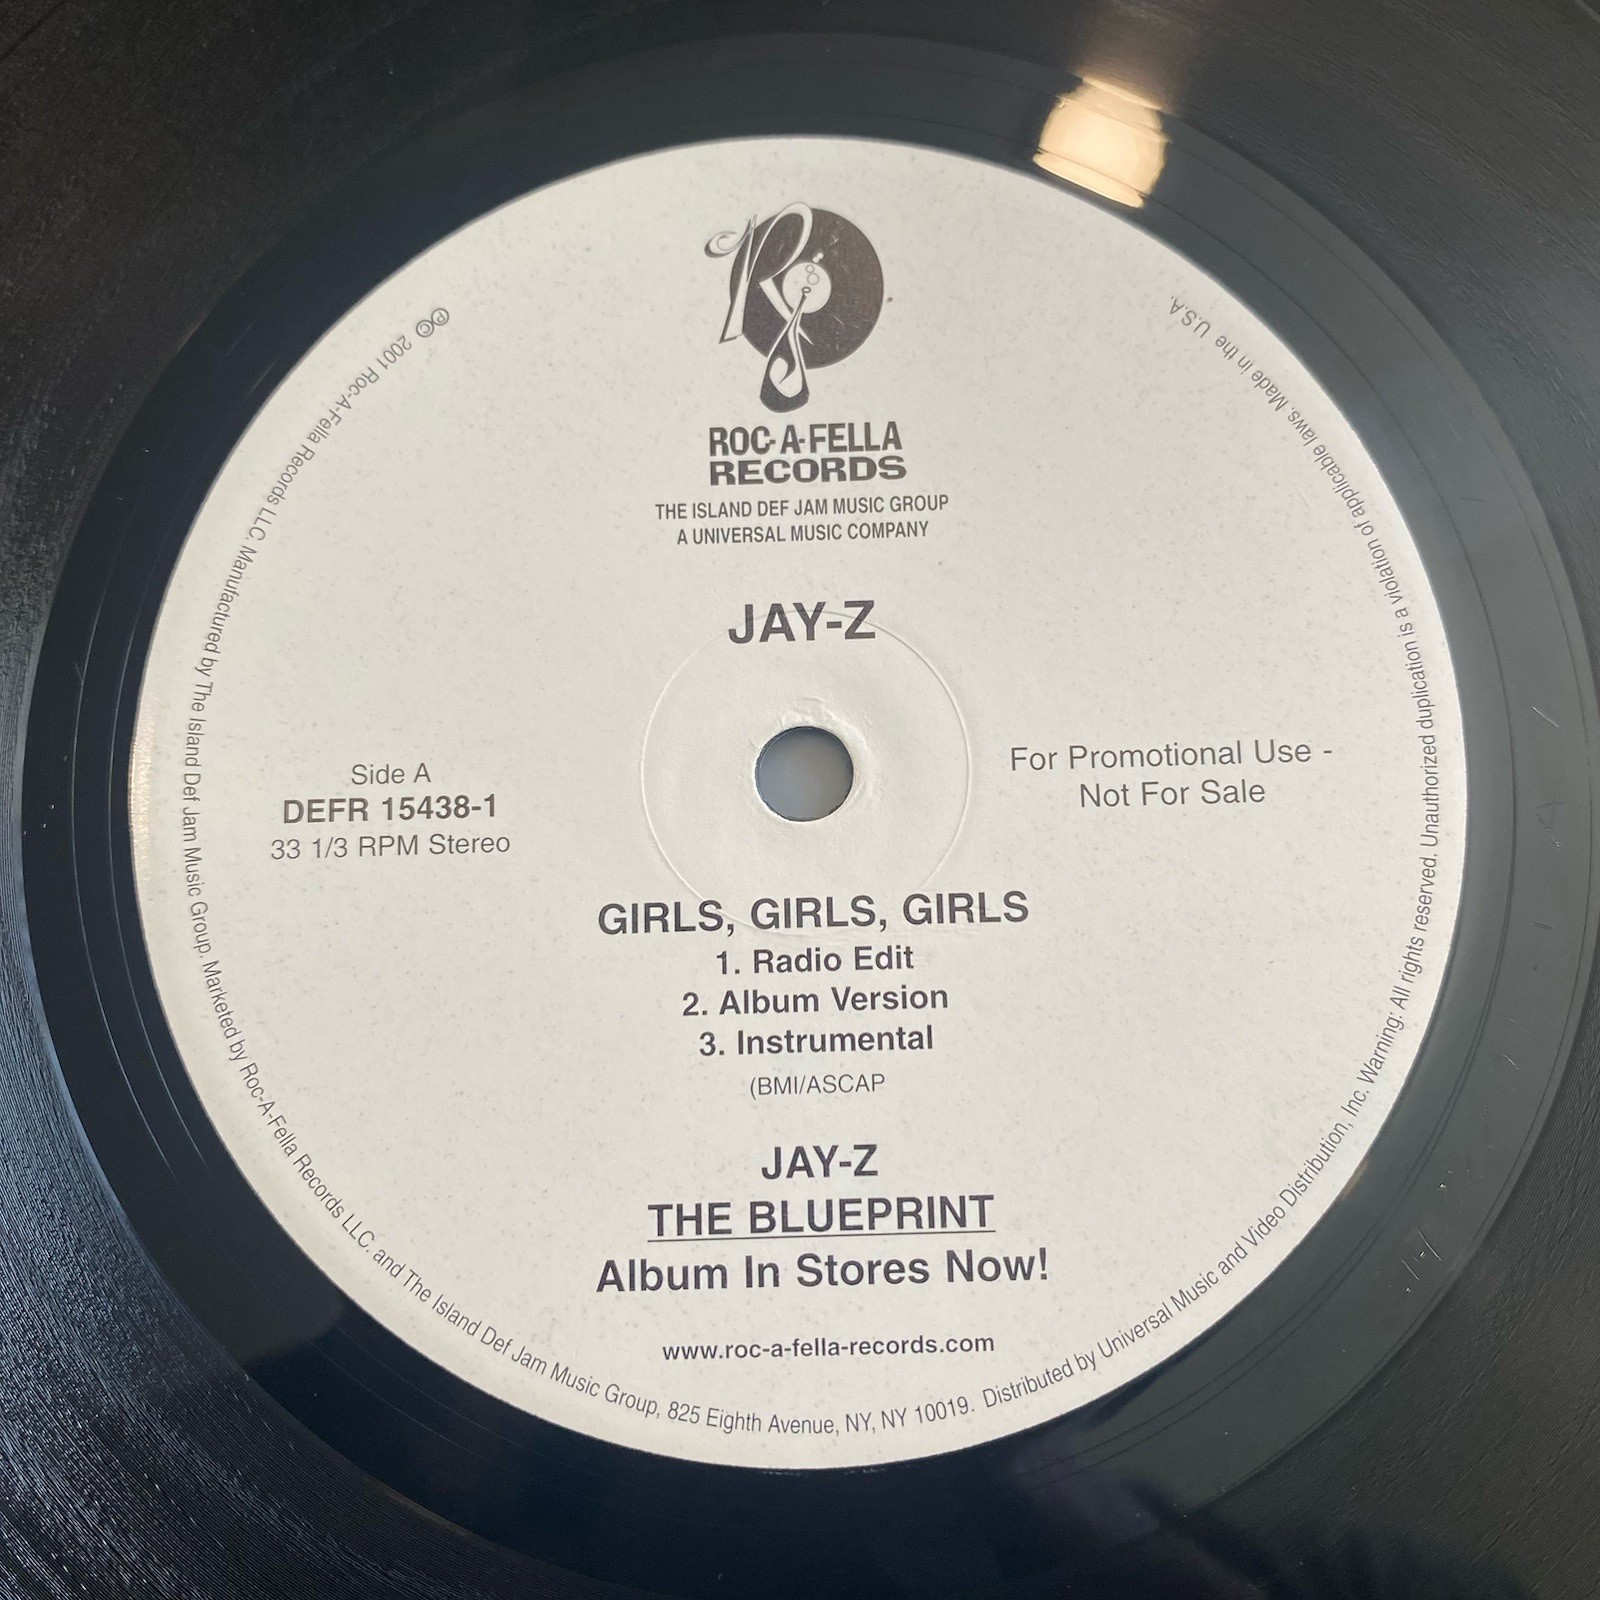 ROC-A-FELLA
RECORDS
THE ISLAND DEF JAM MUSIC GROUP
A UNIVERSAL MUSIC COMPANY
JAY-Z
Side A
DEFR 15438-1
33 1/3 RPM Stereo
For Promotional Use -
Not For Sale
GIRLS, GIRLS, GIRLS
1. Radio Edit
2. Album Version
3. Instrumental
(BMI/ASCAP
JAY-Z
THE BLUEPRINT
Album In Stores Now!
www.roc-a-fella-records.com
℗© 2001 Roc-A-Fella Records LLC. Manufactured by The Island Def Jam Music Group. Marketed by Roc-A-Fella Records LLC. and The Island Def Jam Music Group, 825 Eighth Avenue, NY, NY 10019. Distributed by Universal Music and Video Distribution, Inc. Warning: All rights reserved. Unauthorized duplication is a violation of applicable laws. Made in the U.S.A.